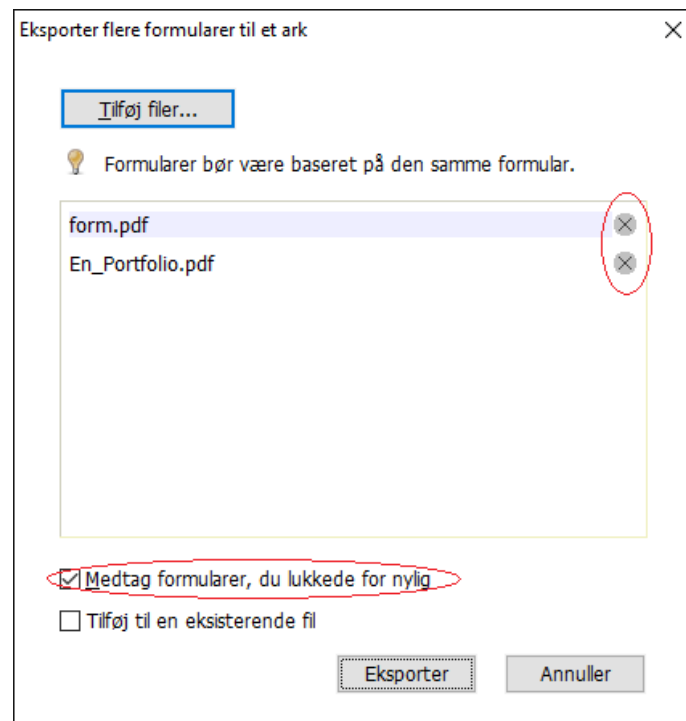 Eksporter flere formularer til et ark
Tilføj filer...
Formularer bør være baseret på den samme formular.
form.pdf
En_Portfolio.pdf
Medtag formularer, du lukkede for nylig
Tilføj til en eksisterende fil
Eksporter
Annuller